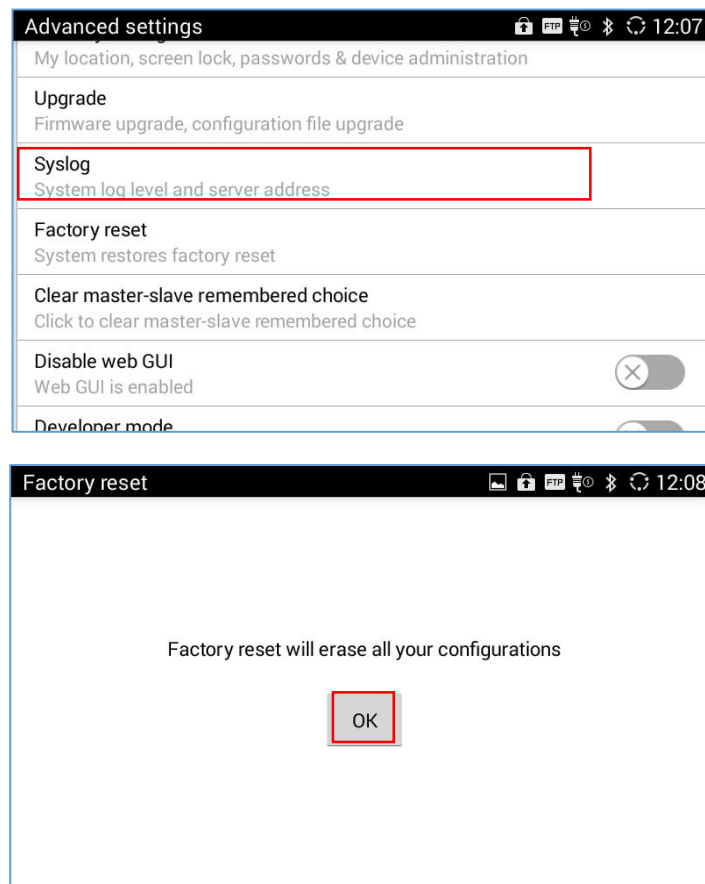 Advanced settings FTP 12:07
My location, screen lock, passwords & device administration
Upgrade
Firmware upgrade, configuration file upgrade
Syslog
System log level and server address
Factory reset
System restores factory reset
Clear master-slave remembered choice
Click to clear master-slave remembered choice
Disable web GUI
Web GUI is enabled
Developer mode
Factory reset FTP 12:08
Factory reset will erase all your configurations
OK